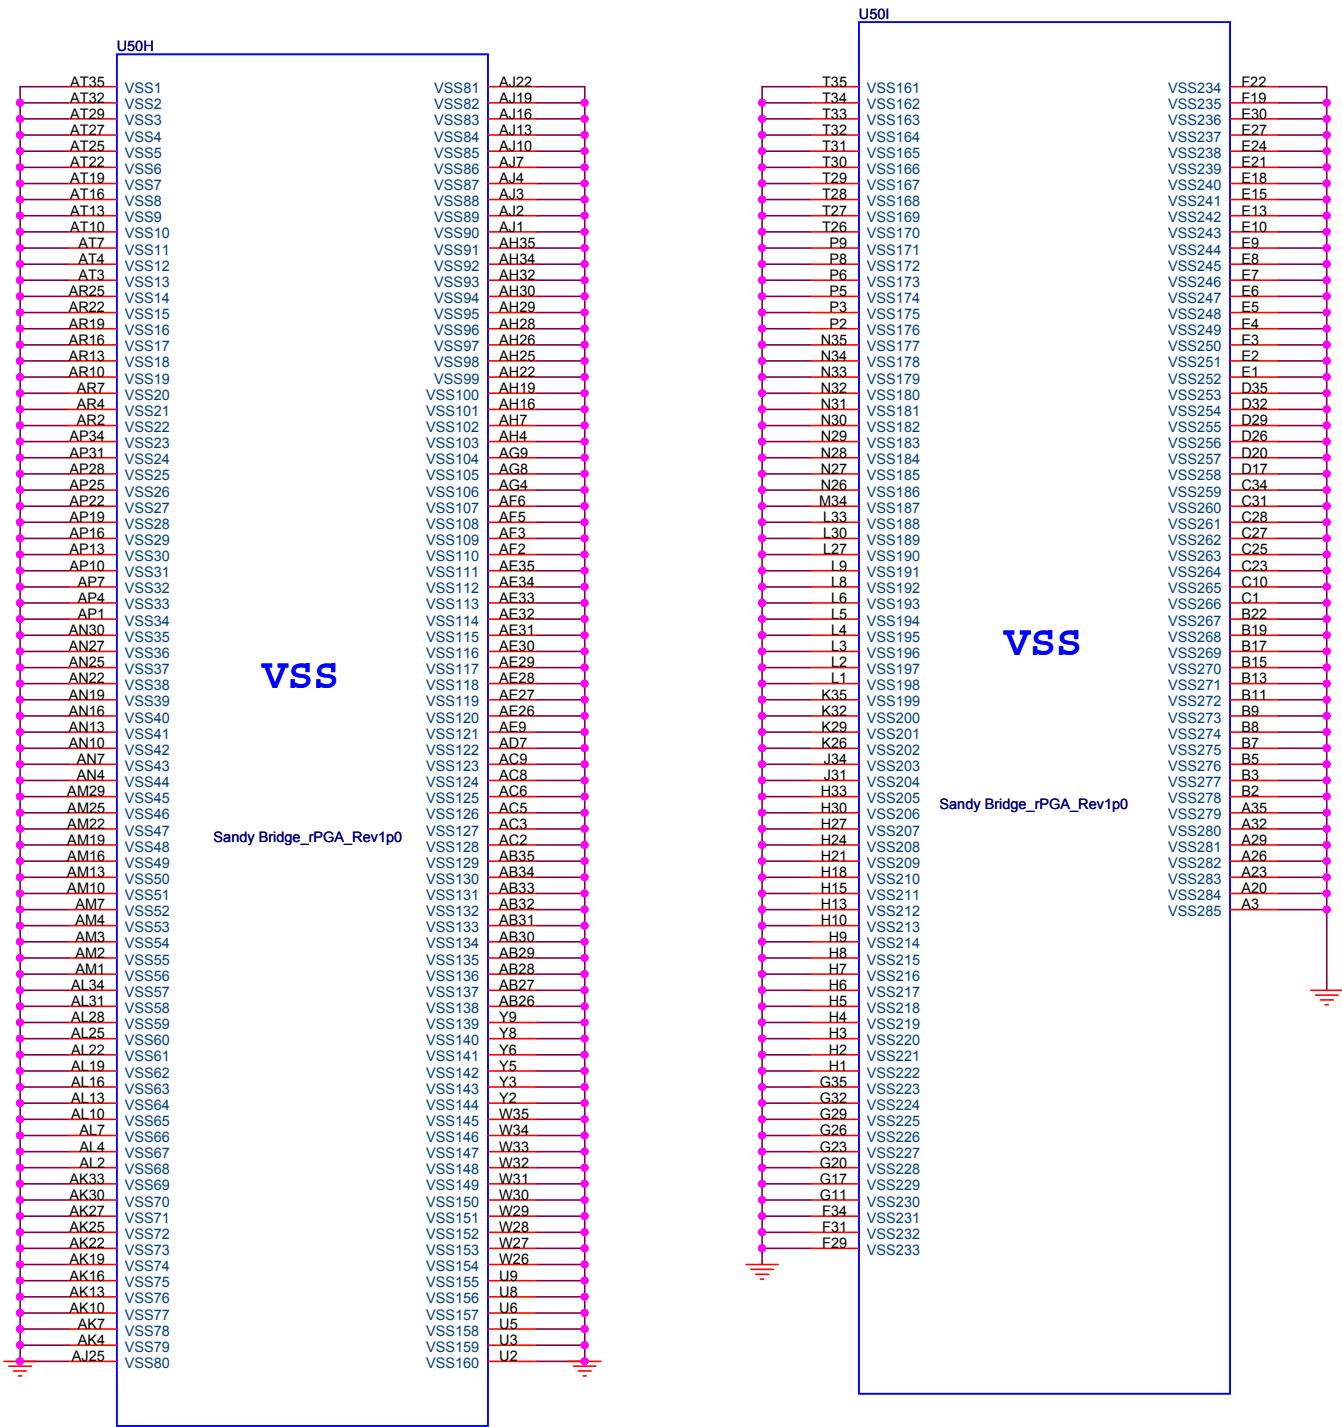 U50H
AT35 VSS1 VSS81 AJ22
AT32 VSS2 VSS82 AJ19
AT29 VSS3 VSS83 AJ16
AT27 VSS4 VSS84 AJ13
AT25 VSS5 VSS85 AJ10
AT22 VSS6 VSS86 AJ7
AT19 VSS7 VSS87 AJ4
AT16 VSS8 VSS88 AJ3
AT13 VSS9 VSS89 AJ2
AT10 VSS10 VSS90 AJ1
AT7 VSS11 VSS91 AH35
AT4 VSS12 VSS92 AH34
AT3 VSS13 VSS93 AH32
AR25 VSS14 VSS94 AH30
AR22 VSS15 VSS95 AH29
AR19 VSS16 VSS96 AH28
AR16 VSS17 VSS97 AH26
AR13 VSS18 VSS98 AH25
AR10 VSS19 VSS99 AH22
AR7 VSS20 VSS100 AH19
AR4 VSS21 VSS101 AH16
AR2 VSS22 VSS102 AH7
AP34 VSS23 VSS103 AH4
AP31 VSS24 VSS104 AG9
AP28 VSS25 VSS105 AG8
AP25 VSS26 VSS106 AG4
AP22 VSS27 VSS107 AF6
AP19 VSS28 VSS108 AF5
AP16 VSS29 VSS109 AF3
AP13 VSS30 VSS110 AF2
AP10 VSS31 VSS111 AE35
AP7 VSS32 VSS112 AE34
AP4 VSS33 VSS113 AE33
AP1 VSS34 VSS114 AE32
AN30 VSS35 VSS115 AE31
AN27 VSS36 VSS116 AE30
AN25 VSS37 VSS117 AE29
AN22 VSS38 VSS118 AE28
AN19 VSS39 VSS119 AE27
AN16 VSS40 VSS120 AE26
AN13 VSS41 VSS121 AE9
AN10 VSS42 VSS122 AD7
AN7 VSS43 VSS123 AC9
AN4 VSS44 VSS124 AC8
AM29 VSS45 VSS125 AC6
AM25 VSS46 VSS126 AC5
AM22 VSS47 VSS127 AC3
AM19 VSS48 VSS128 AC2
AM16 VSS49 VSS129 AB35
AM13 VSS50 VSS130 AB34
AM10 VSS51 VSS131 AB33
AM7 VSS52 VSS132 AB32
AM4 VSS53 VSS133 AB31
AM3 VSS54 VSS134 AB30
AM2 VSS55 VSS135 AB29
AM1 VSS56 VSS136 AB28
AL34 VSS57 VSS137 AB27
AL31 VSS58 VSS138 AB26
AL28 VSS59 VSS139 Y9
AL25 VSS60 VSS140 Y8
AL22 VSS61 VSS141 Y6
AL19 VSS62 VSS142 Y5
AL16 VSS63 VSS143 Y3
AL13 VSS64 VSS144 Y2
AL10 VSS65 VSS145 W35
AL7 VSS66 VSS146 W34
AL4 VSS67 VSS147 W33
AL2 VSS68 VSS148 W32
AK33 VSS69 VSS149 W31
AK30 VSS70 VSS150 W30
AK27 VSS71 VSS151 W29
AK25 VSS72 VSS152 W28
AK22 VSS73 VSS153 W27
AK19 VSS74 VSS154 W26
AK16 VSS75 VSS155 U9
AK13 VSS76 VSS156 U8
AK10 VSS77 VSS157 U6
AK7 VSS78 VSS158 U5
AK4 VSS79 VSS159 U3
AJ25 VSS80 VSS160 U2
VSS
Sandy Bridge_rPGA_Rev1p0
U50I
T35 VSS161 VSS234 F22
T34 VSS162 VSS235 F19
T33 VSS163 VSS236 E30
T32 VSS164 VSS237 E27
T31 VSS165 VSS238 E24
T30 VSS166 VSS239 E21
T29 VSS167 VSS240 E18
T28 VSS168 VSS241 E15
T27 VSS169 VSS242 E13
T26 VSS170 VSS243 E10
P9 VSS171 VSS244 E9
P8 VSS172 VSS245 E8
P6 VSS173 VSS246 E7
P5 VSS174 VSS247 E6
P3 VSS175 VSS248 E5
P2 VSS176 VSS249 E4
N35 VSS177 VSS250 E3
N34 VSS178 VSS251 E2
N33 VSS179 VSS252 E1
N32 VSS180 VSS253 D35
N31 VSS181 VSS254 D32
N30 VSS182 VSS255 D29
N29 VSS183 VSS256 D26
N28 VSS184 VSS257 D20
N27 VSS185 VSS258 D17
N26 VSS186 VSS259 C34
M34 VSS187 VSS260 C31
L33 VSS188 VSS261 C28
L30 VSS189 VSS262 C27
L27 VSS190 VSS263 C25
L9 VSS191 VSS264 C23
L8 VSS192 VSS265 C10
L6 VSS193 VSS266 C1
L5 VSS194 VSS267 B22
L4 VSS195 VSS268 B19
L3 VSS196 VSS269 B17
L2 VSS197 VSS270 B15
L1 VSS198 VSS271 B13
K35 VSS199 VSS272 B11
K32 VSS200 VSS273 B9
K29 VSS201 VSS274 B8
K26 VSS202 VSS275 B7
J34 VSS203 VSS276 B5
J31 VSS204 VSS277 B3
H33 VSS205 VSS278 B2
H30 VSS206 VSS279 A35
H27 VSS207 VSS280 A32
H24 VSS208 VSS281 A29
H21 VSS209 VSS282 A26
H18 VSS210 VSS283 A23
H15 VSS211 VSS284 A20
H13 VSS212 VSS285 A3
H10 VSS213
H9 VSS214
H8 VSS215
H7 VSS216
H6 VSS217
H5 VSS218
H4 VSS219
H3 VSS220
H2 VSS221
H1 VSS222
G35 VSS223
G32 VSS224
G29 VSS225
G26 VSS226
G23 VSS227
G20 VSS228
G17 VSS229
G11 VSS230
F34 VSS231
F31 VSS232
F29 VSS233
VSS
Sandy Bridge_rPGA_Rev1p0